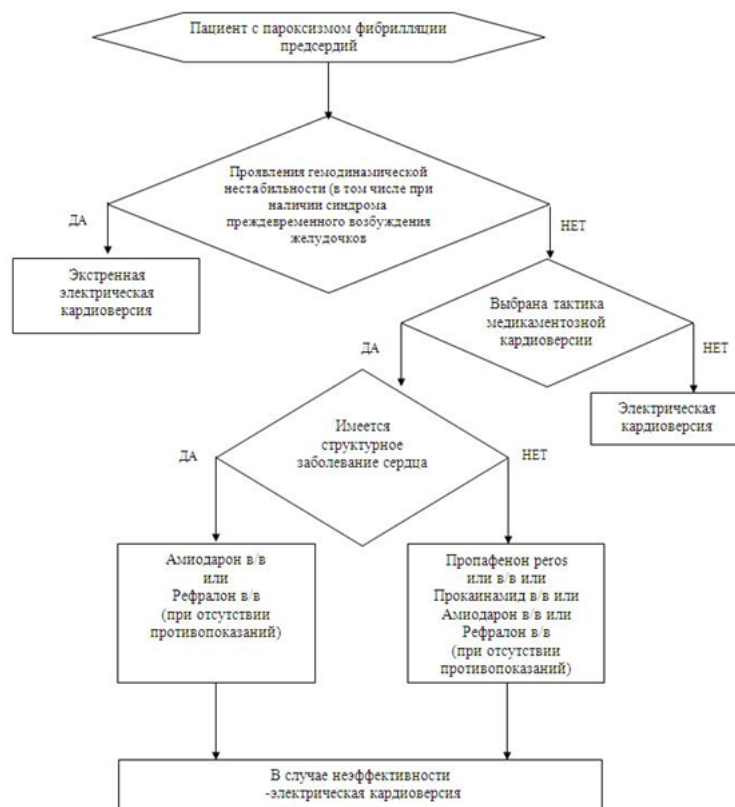 Пациент с пароксизмом фибрилляции
предсердий
Проявления гемодинамической
нестабильности (в том числе при
наличии синдрома
преждевременного возбуждения
желудочков
ДА
НЕТ
Экстренная
электрическая
кардиоверсия
Выбрана тактика
медикаментозной
кардиоверсии
ДА
НЕТ
Электрическая
кардиоверсия
Имеется
структурное
заболевание сердца
ДА
НЕТ
Амиодарон в/в
или
Рефралон в/в
(при отсутствии
противопоказаний)
Пропафенон peros
или в/в или
Прокаинамид в/в или
Амиодарон в/в или
Рефралон в/в
(при отсутствии
противопоказаний)
В случае неэффективности
-электрическая кардиоверсия